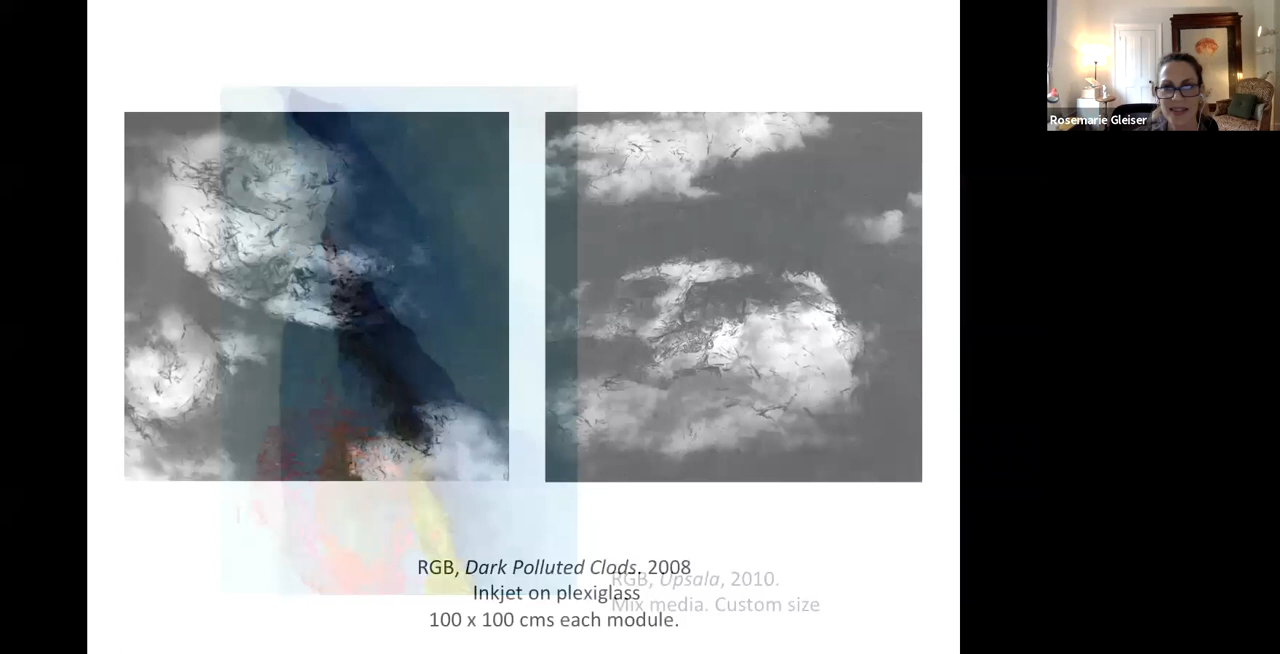 Rosemarie Gleiser
RGB, Dark Polluted Clods. 2008
Inkjet on plexiglass
100 x 100 cms each module.
RGB, Upsala, 2010.
Mix media. Custom size